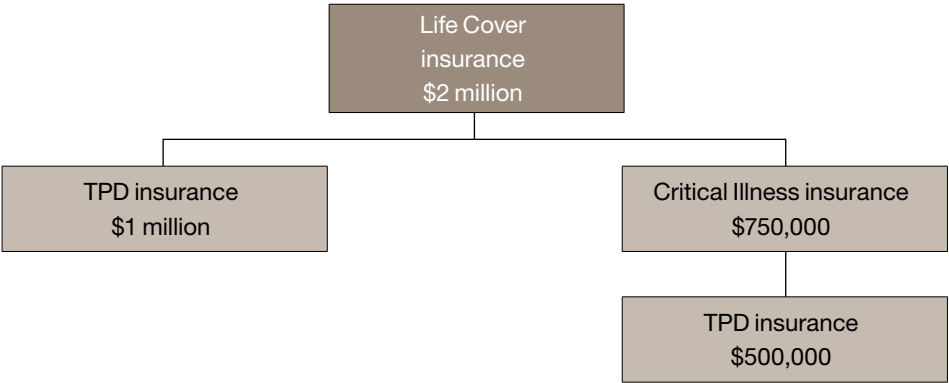 Life Cover
insurance
$2 million
TPD insurance
$1 million
Critical Illness insurance
$750,000
TPD insurance
$500,000